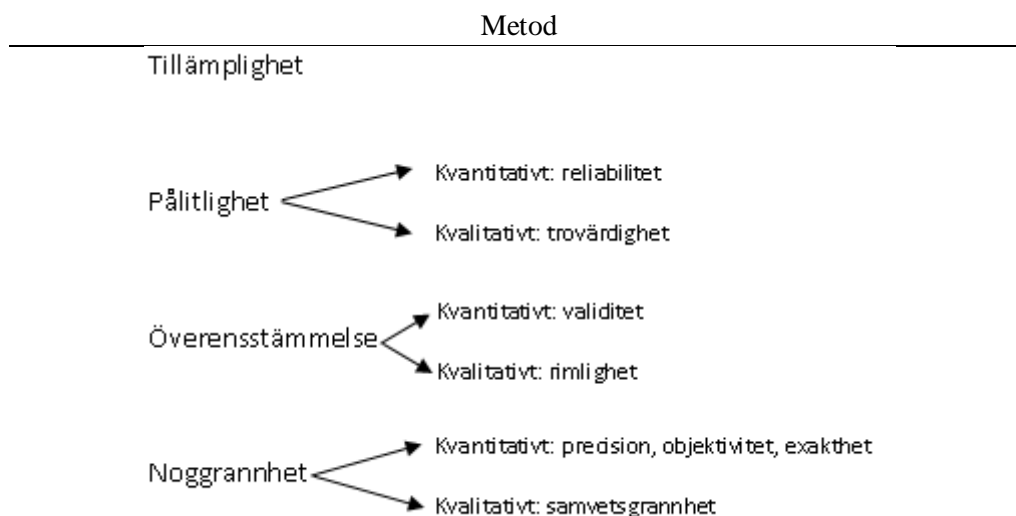 Metod
Tillämplighet
Kvantitativt: reliabilitet
Pålitlighet
Kvalitativt: trovärdighet
Kvantitativt: validitet
Överensstämmelse
Kvalitativt: rimlighet
Kvantitativt: precision, objektivitet, exakthet
Noggrannhet
Kvalitativt: samvetsgrannhet